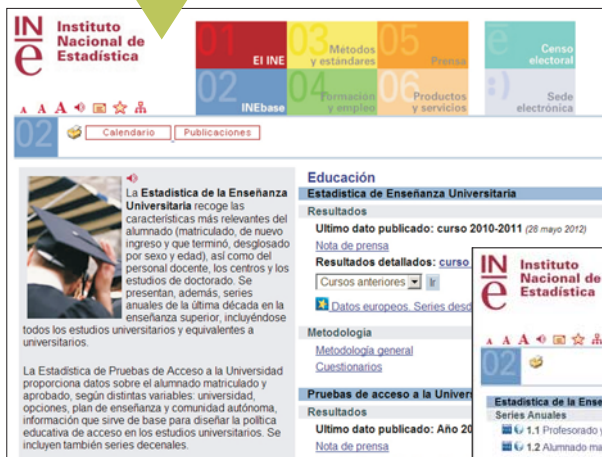 INe
Instituto
Nacional de
Estadística
01
El INE
03
Métodos
y estándares
05
Prensa
Censo
electoral
02
INEbase
04
Formación
y empleo
06
Productos
y servicios
:)
Sede
electrónica
A A A
02
Calendario
Publicaciones
La Estadística de la Enseñanza
Universitaria recoge las
características más relevantes del
alumnado (matriculado, de nuevo
ingreso y que terminó, desglosado
por sexo y edad), así como del
personal docente, los centros y los
estudios de doctorado. Se
presentan, además, series
anuales de la última década en la
enseñanza superior, incluyéndose
todos los estudios universitarios y equivalentes a
universitarios.
La Estadística de Pruebas de Acceso a la Universidad
proporciona datos sobre el alumnado matriculado y
aprobado, según distintas variables: universidad,
opciones, plan de enseñanza y comunidad autónoma,
información que sirve de base para diseñar la política
educativa de acceso en los estudios universitarios. Se
incluyen también series decenales.
Educación
Estadística de Enseñanza Universitaria
Resultados
Ultimo dato publicado: curso 2010-2011 (28 mayo 2012)
Nota de prensa
Resultados detallados: curso
Cursos anteriores
Ir
Datos europeos. Series desd
Metodología
Metodología general
Cuestionarios
Pruebas de acceso a la Univer
Resultados
Ultimo dato publicado: Año 20
Nota de prensa
INe
Instituto
Nacional de
Estadística
A A A
02
Estadística de la Ense
Series Anuales
1.1 Profesorado y
1.2 Alumnado ma